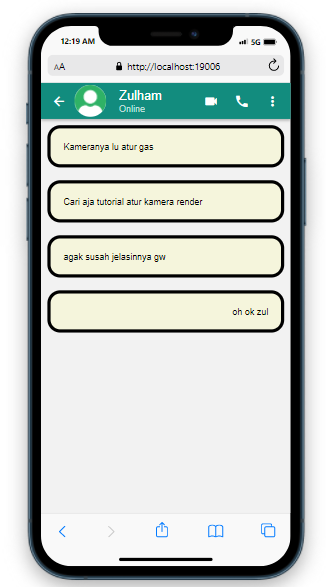 12:19 AM
5G
AA
http://localhost:19006
Zulham
Online
Kameranya lu atur gas
Cari aja tutorial atur kamera render
agak susah jelasinnya gw
oh ok zul